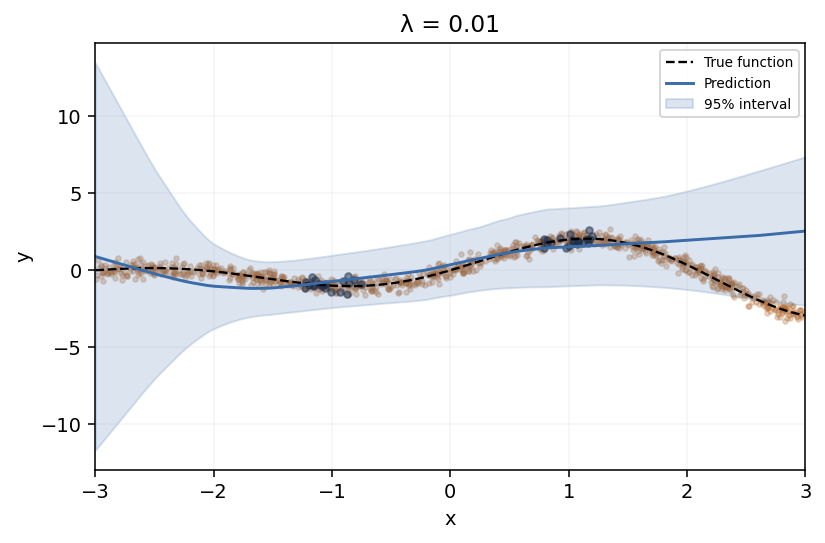 λ = 0.01
True function
Prediction
95% interval
10
5
0
−5
−10
y
−3
−2
−1
0
1
2
3
x